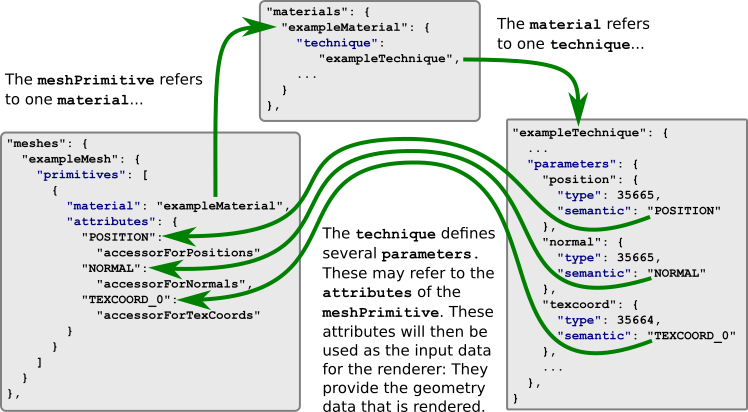 "materials": {
"exampleMaterial": {
"technique":
"exampleTechnique",
...
}
},
The material refers
to one technique...
The meshPrimitive refers
to one material...
"meshes": {
"exampleMesh": {
"primitives": [
{
"material": "exampleMaterial",
"attributes": {
"POSITION":
"accessorForPositions"
"NORMAL":
"accessorForNormals",
"TEXCOORD_0":
"accessorForTexCoords"
}
}
]
}
},
The technique defines
several parameters.
These may refer to the
attributes of the
meshPrimitive. These
attributes will then be
used as the input data
for the renderer: They
provide the geometry
data that is rendered.
"exampleTechnique": {
...
"parameters": {
"position": {
"type": 35665,
"semantic": "POSITION"
},
"normal": {
"type": 35665,
"semantic": "NORMAL"
},
"texcoord": {
"type": 35664,
"semantic": "TEXCOORD_0"
},
...
},
}